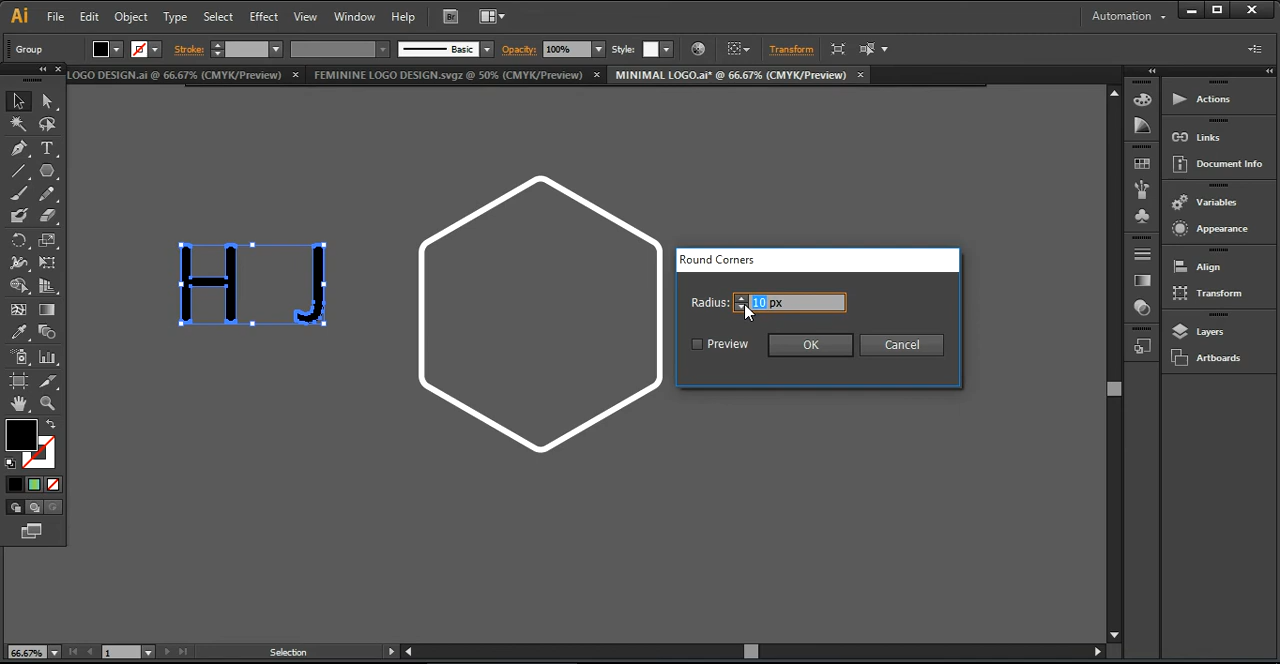 Ai File Edit Object Type Select Effect View Window Help Br Automation
Group Stroke: Basic Opacity: 100% Style: Transform
LOGO DESIGN.ai @ 66.67% (CMYK/Preview) × FEMININE LOGO DESIGN.svgz @ 50% (CMYK/Preview) × MINIMAL LOGO.ai* @ 66.67% (CMYK/Preview) ×
Actions
Links
Document Info
Variables
Appearance
Align
Transform
Layers
Artboards
H J
Round Corners
Radius: 10 px
Preview OK Cancel
66.67% 1 Selection